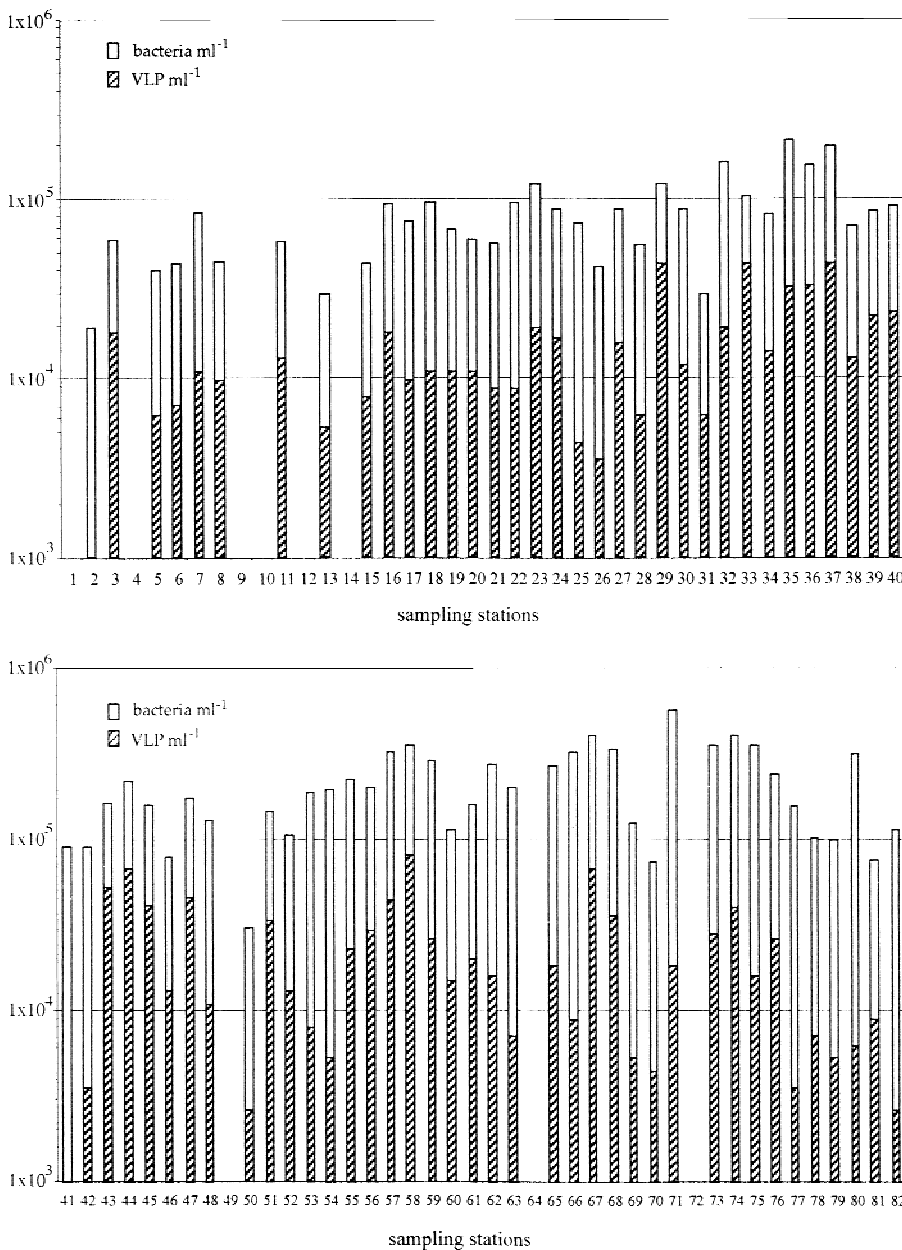 1x10⁶
bacteria ml⁻¹
VLP ml⁻¹
1x10⁵
1x10⁴
1x10³
1 2 3 4 5 6 7 8 9 10 11 12 13 14 15 16 17 18 19 20 21 22 23 24 25 26 27 28 29 30 31 32 33 34 35 36 37 38 39 40
sampling stations
1x10⁶
bacteria ml⁻¹
VLP ml⁻¹
1x10⁵
1x10⁴
1x10³
41 42 43 44 45 46 47 48 49 50 51 52 53 54 55 56 57 58 59 60 61 62 63 64 65 66 67 68 69 70 71 72 73 74 75 76 77 78 79 80 81 82
sampling stations